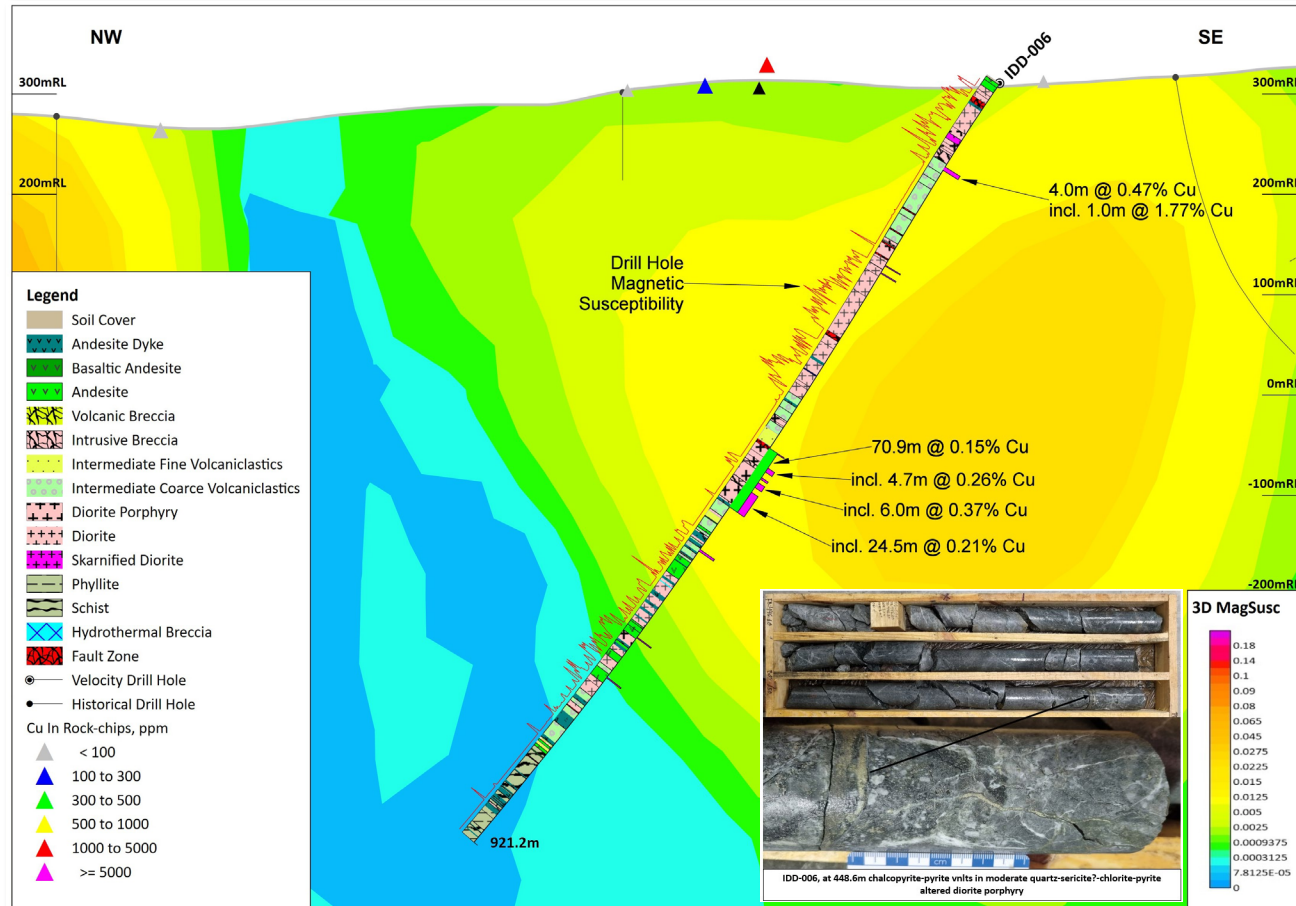 NW
SE
IDD-006
300mRL
300mRL
200mRL
200mRL
4.0m @ 0.47% Cu
incl. 1.0m @ 1.77% Cu
Drill Hole
Magnetic
Susceptibility
100mRL
0mRL
70.9m @ 0.15% Cu
incl. 4.7m @ 0.26% Cu
-100mRL
incl. 6.0m @ 0.37% Cu
incl. 24.5m @ 0.21% Cu
-200mRL
921.2m
Legend
Soil Cover
Andesite Dyke
Basaltic Andesite
Andesite
Volcanic Breccia
Intrusive Breccia
Intermediate Fine Volcaniclastics
Intermediate Coarce Volcaniclastics
Diorite Porphyry
Diorite
Skarnified Diorite
Phyllite
Schist
Hydrothermal Breccia
Fault Zone
Velocity Drill Hole
Historical Drill Hole
Cu In Rock-chips, ppm
< 100
100 to 300
300 to 500
500 to 1000
1000 to 5000
>= 5000
cm
IDD-006, at 448.6m chalcopyrite-pyrite vnlts in moderate quartz-sericite?-chlorite-pyrite
altered diorite porphyry
3D MagSusc
0.18
0.14
0.10
0.09
0.08
0.065
0.045
0.0275
0.0225
0.0125
0.005
0.0025
0.0009375
0.0003125
7.8125E-05
0